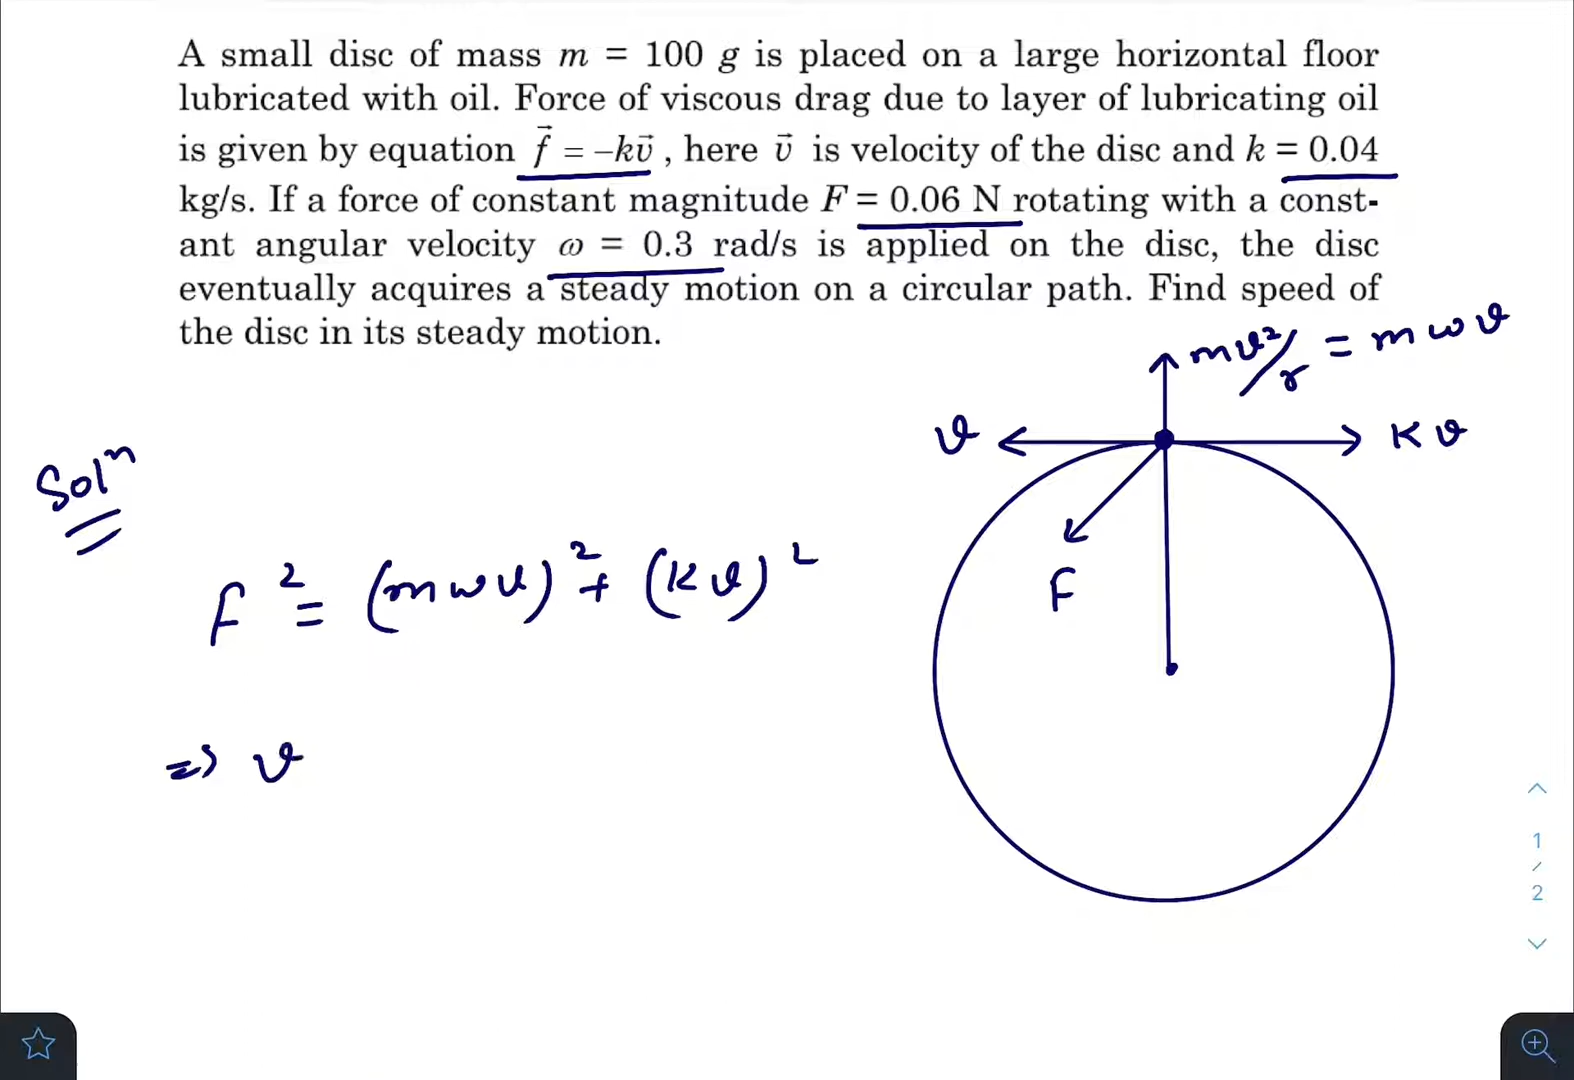 A small disc of mass m = 100 g is placed on a large horizontal floor
lubricated with oil. Force of viscous drag due to layer of lubricating oil
is given by equation f⃗ = −kv⃗ , here v⃗ is velocity of the disc and k = 0.04
kg/s. If a force of constant magnitude F = 0.06 N rotating with a const-
ant angular velocity ω = 0.3 rad/s is applied on the disc, the disc
eventually acquires a steady motion on a circular path. Find speed of
the disc in its steady motion.
mv²/r = mωv
v
kv
Solⁿ
F
F² = (mωv)² + (kv)²
⇒ v
1
/
2